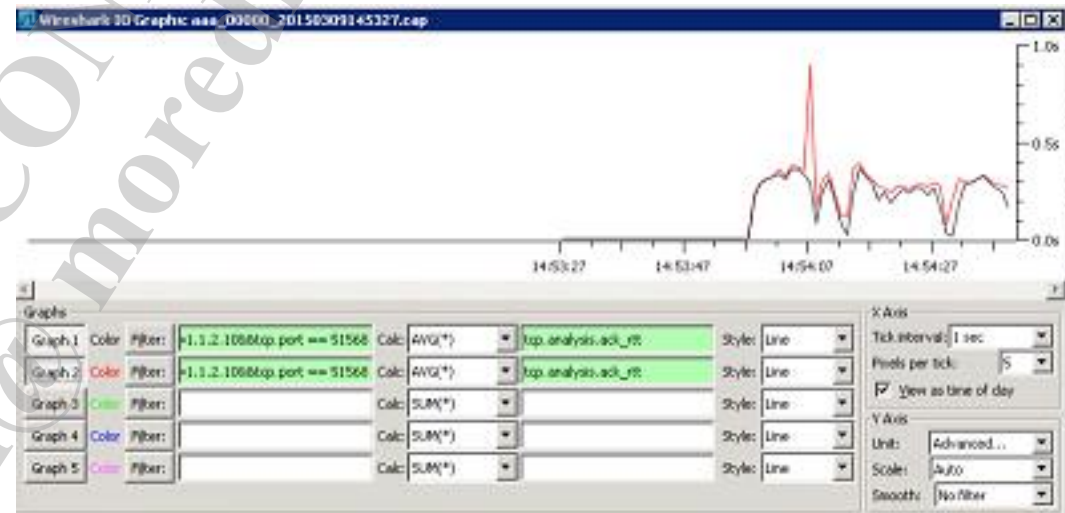 Wireshark IO Graphs: aaa_00000_20150309145327.cap
1.0s
0.5s
0.0s
14:53:27 14:53:47 14:54:07 14:54:27
Graphs
Graph 1 Color Filter: =1.1.2.10&&tcp.port == 51568 Calc: AVG(*) tcp.analysis.ack_rtt Style: Line
Graph 2 Color Filter: =1.1.2.10&&tcp.port == 51568 Calc: AVG(*) tcp.analysis.ack_rtt Style: Line
Graph 3 Color Filter: Calc: SUM(*) Style: Line
Graph 4 Color Filter: Calc: SUM(*) Style: Line
Graph 5 Color Filter: Calc: SUM(*) Style: Line
X Axis
Tick interval: 1 sec
Pixels per tick: 5
View as time of day
Y Axis
Unit: Advanced...
Scale: Auto
Smooth: No filter